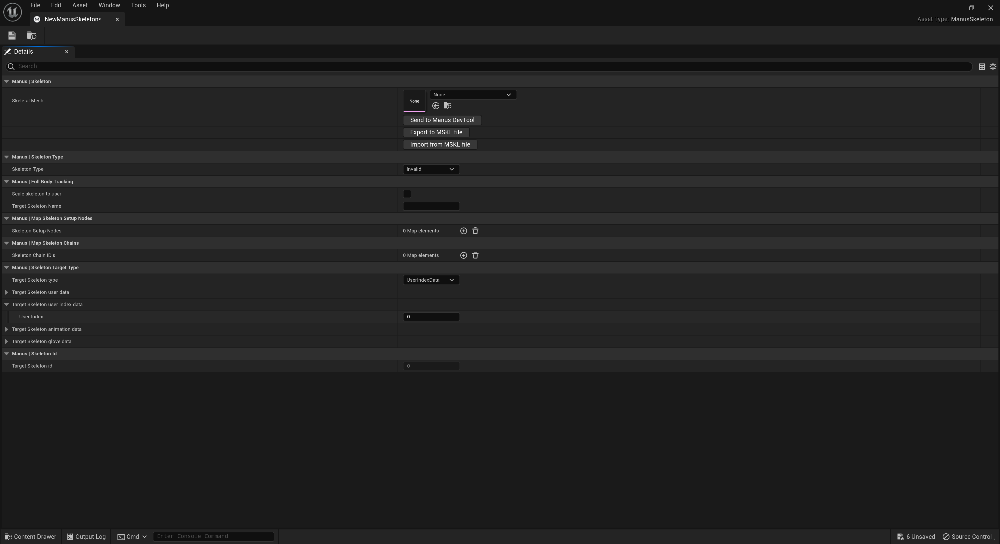 File Edit Asset Window Tools Help
NewManusSkeleton*
Asset Type: ManusSkeleton
Details
Search
Manus | Skeleton
Skeletal Mesh
None
None
Send to Manus DevTool
Export to MSKL file
Import from MSKL file
Manus | Skeleton Type
Skeleton Type
Invalid
Manus | Full Body Tracking
Scale skeleton to user
Target Skeleton Name
Manus | Map Skeleton Setup Nodes
Skeleton Setup Nodes
0 Map elements
Manus | Map Skeleton Chains
Skeleton Chain ID's
0 Map elements
Manus | Skeleton Target Type
Target Skeleton type
UserIndexData
Target Skeleton user data
Target Skeleton user index data
User Index
0
Target Skeleton animation data
Target Skeleton glove data
Manus | Skeleton Id
Target Skeleton id
0
Content Drawer
Output Log
Cmd
Enter Console Command
6 Unsaved
Source Control